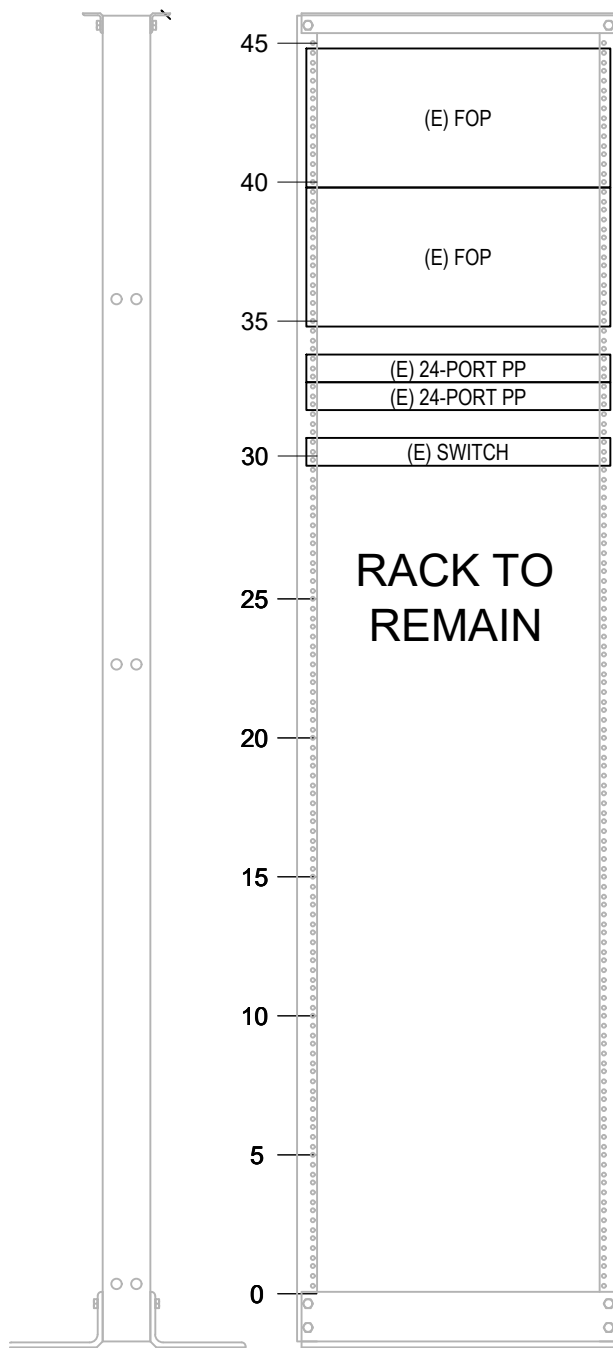 45
(E) FOP
40
(E) FOP
35
(E) 24-PORT PP
(E) 24-PORT PP
30
(E) SWITCH
RACK TO
REMAIN
25
20
15
10
5
0